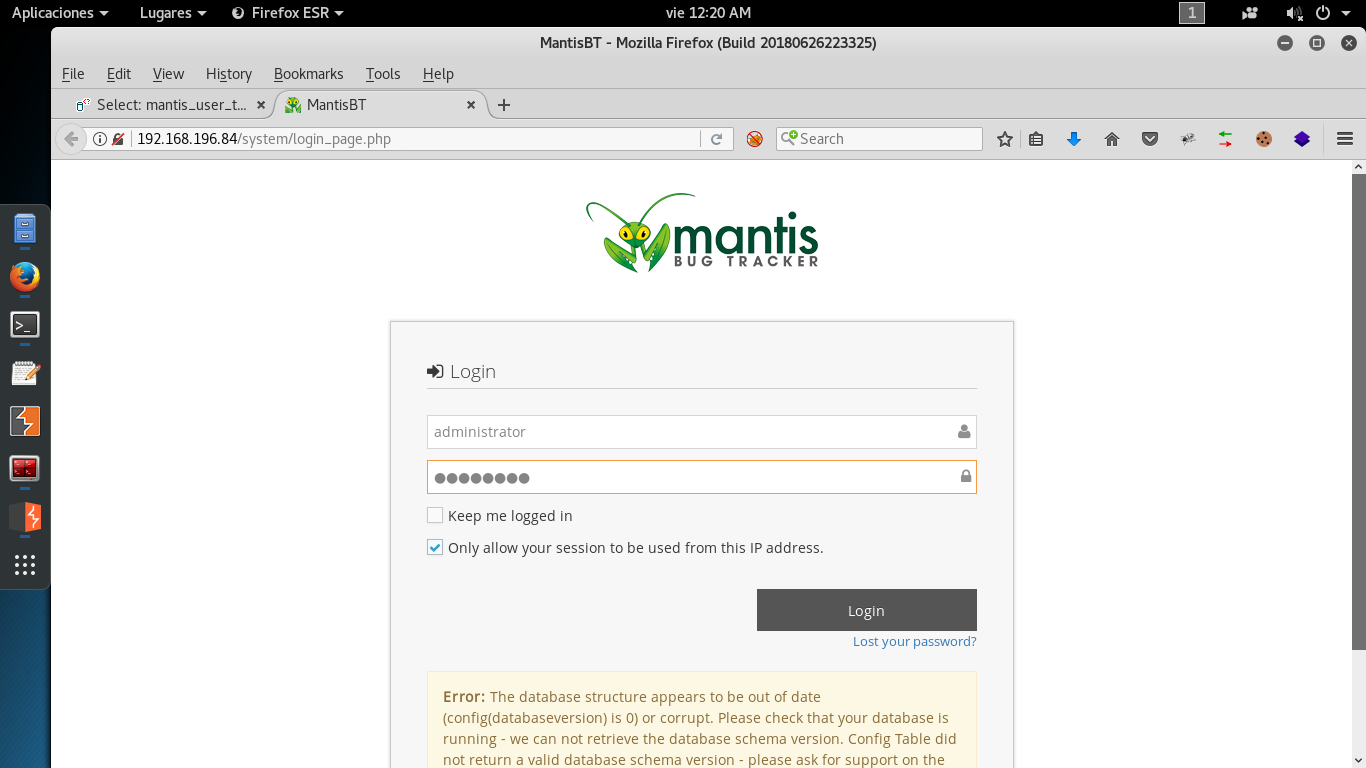 Aplicaciones Lugares Firefox ESR vie 12:20 AM 1
MantisBT - Mozilla Firefox (Build 20180626223325)
File Edit View History Bookmarks Tools Help
Select: mantis_user_t... MantisBT
192.168.196.84/system/login_page.php Search
mantis
BUG TRACKER
Login
administrator
Keep me logged in
Only allow your session to be used from this IP address.
Login
Lost your password?
Error: The database structure appears to be out of date
(config(databaseversion) is 0) or corrupt. Please check that your database is
running - we can not retrieve the database schema version. Config Table did
not return a valid database schema version - please ask for support on the